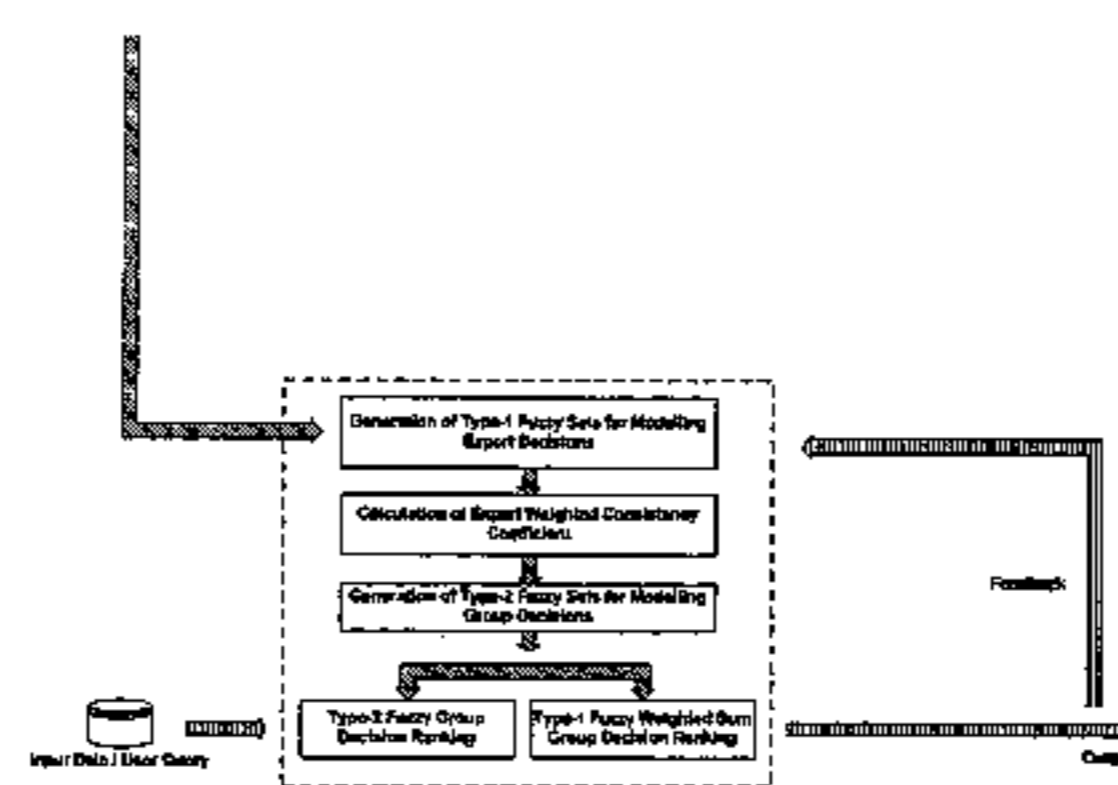 Generation of Type-1 Fuzzy Sets for Modelling
Expert Decisions
Calculation of Expert Weighted Consistency
Coefficient
Generation of Type-2 Fuzzy Sets for Modelling
Group Decisions
Type-2 Fuzzy Group
Decision Ranking
Type-1 Fuzzy Weighted Sum
Group Decision Ranking
Input Data / User Query
Feedback